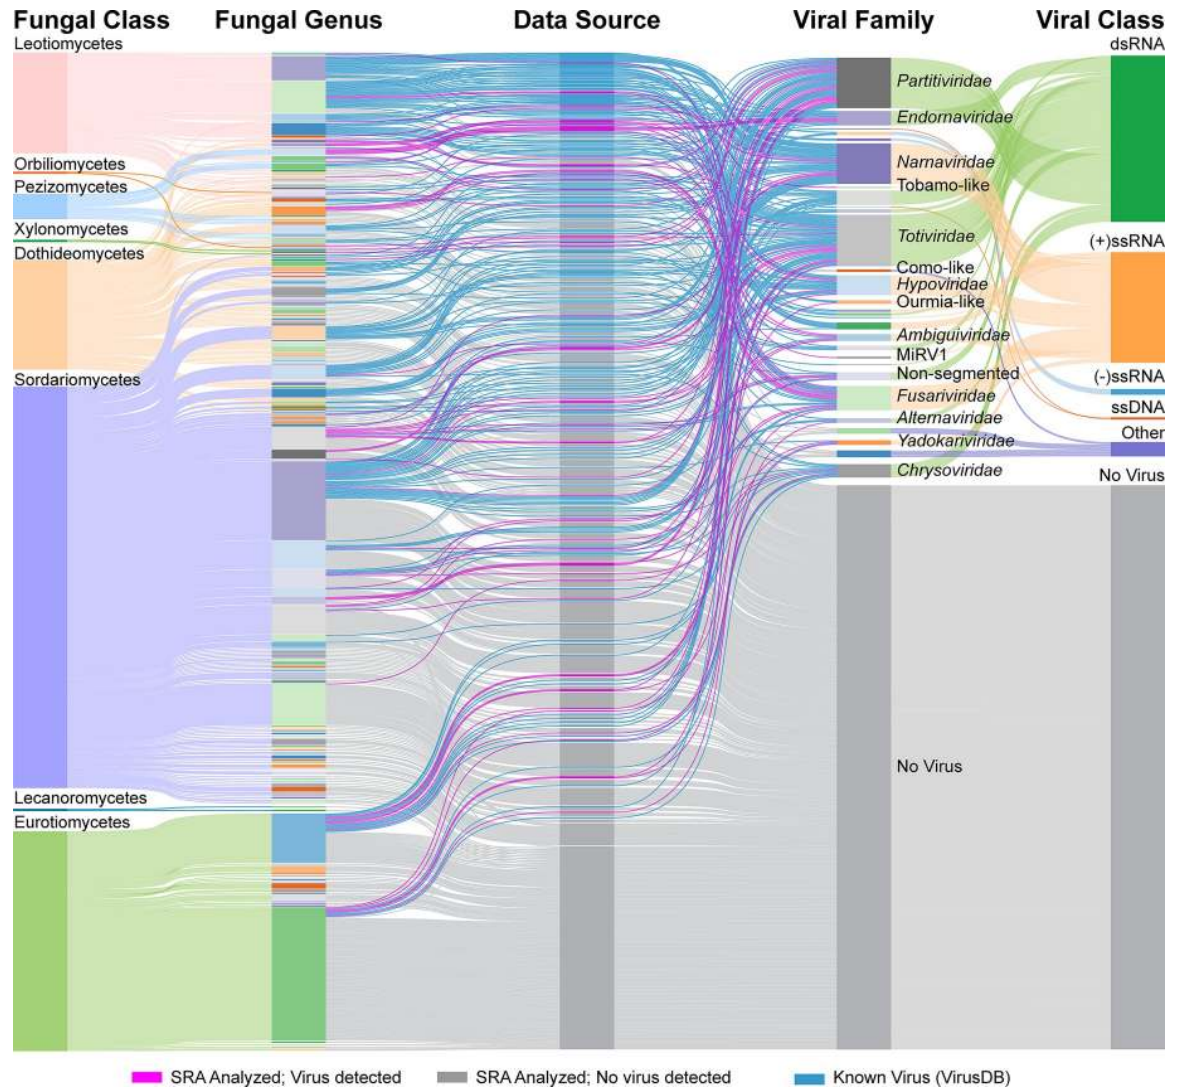 Fungal Class Fungal Genus Data Source Viral Family Viral Class
Leotiomycetes
Orbiliomycetes
Pezizomycetes
Xylonomycetes
Dothideomycetes
Sordariomycetes
Lecanoromycetes
Eurotiomycetes
Partitiviridae
Endornaviridae
Narnaviridae
Tobamo-like
Totiviridae
Como-like
Hypoviridae
Ourmia-like
Ambiguiviridae
MiRV1
Non-segmented
Fusariviridae
Alternaviridae
Yadokariviridae
Chrysoviridae
No Virus
dsRNA
(+)ssRNA
(-)ssRNA
ssDNA
Other
No Virus
SRA Analyzed; Virus detected SRA Analyzed; No virus detected Known Virus (VirusDB)